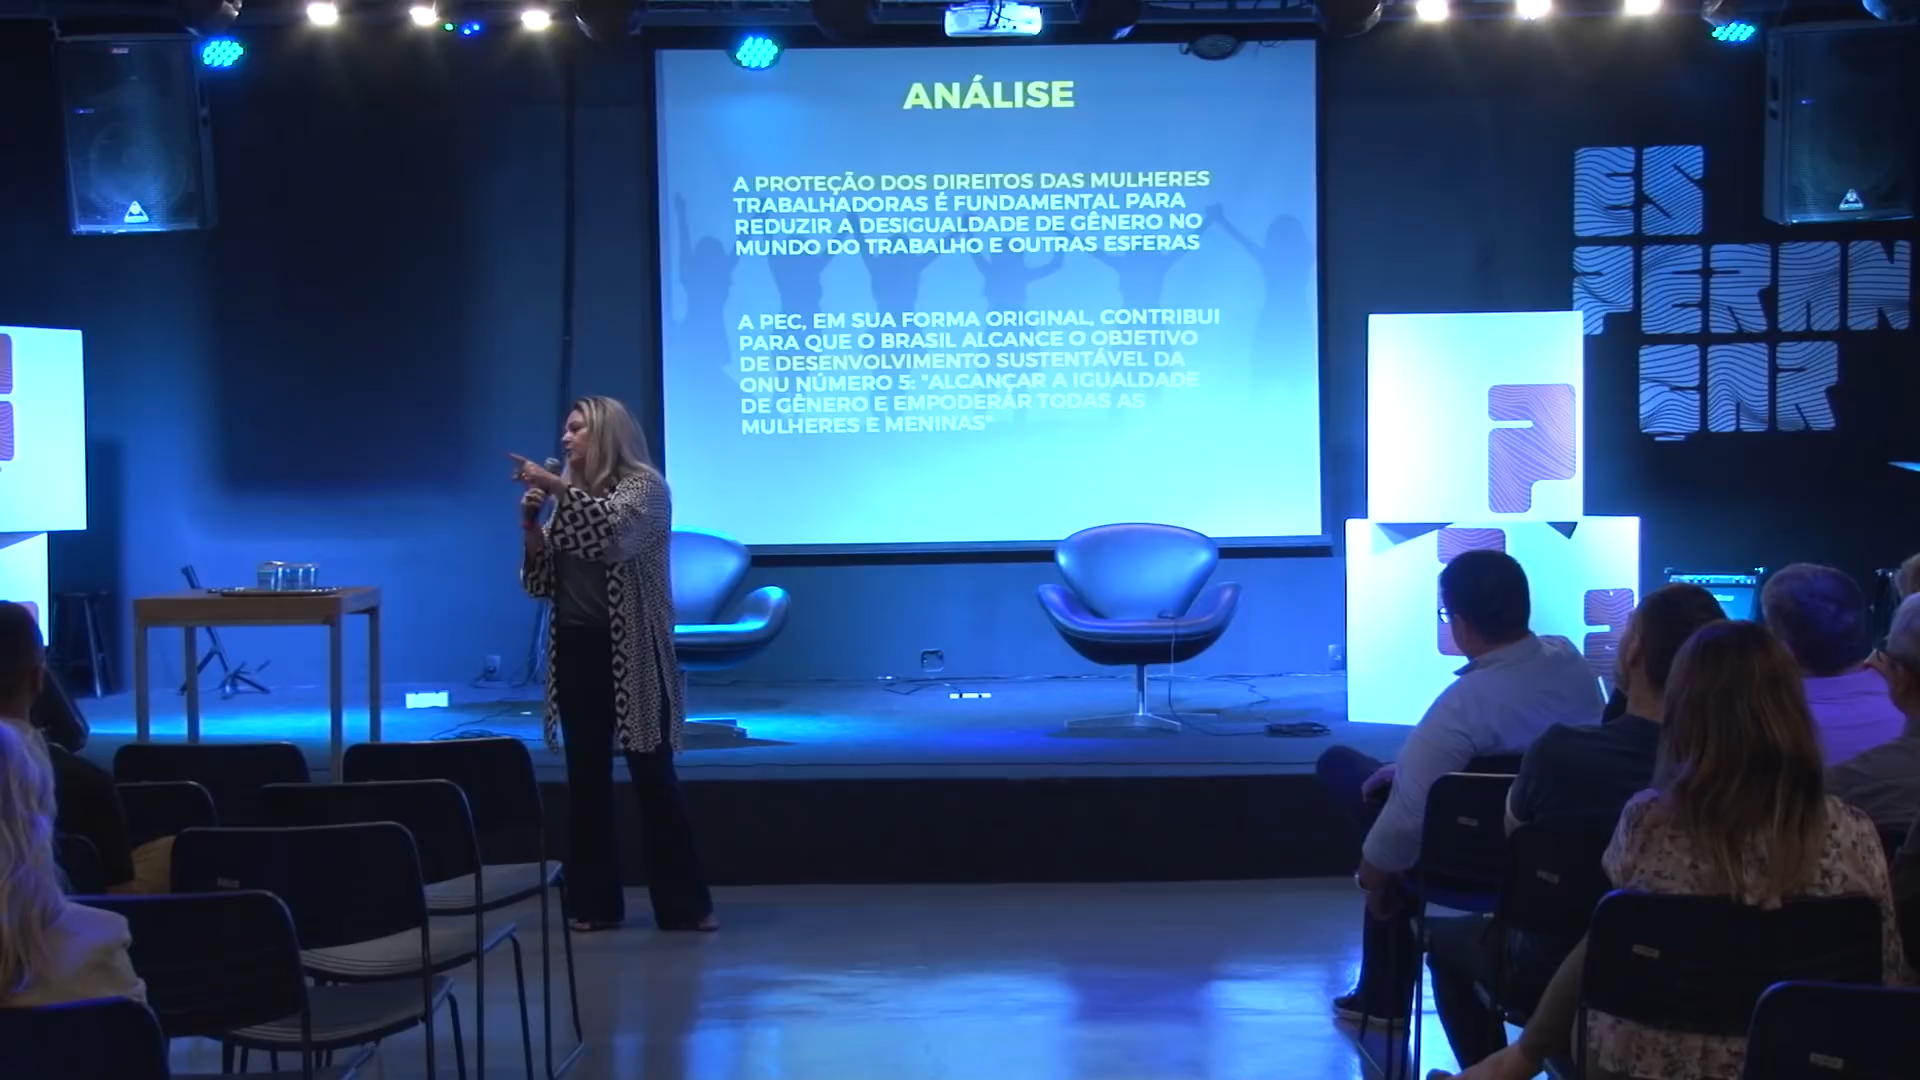 ANÁLISE
A PROTEÇÃO DOS DIREITOS DAS MULHERES
TRABALHADORAS É FUNDAMENTAL PARA
REDUZIR A DESIGUALDADE DE GÊNERO NO
MUNDO DO TRABALHO E OUTRAS ESFERAS
A PEC, EM SUA FORMA ORIGINAL, CONTRIBUI
PARA QUE O BRASIL ALCANCE O OBJETIVO
DE DESENVOLVIMENTO SUSTENTÁVEL DA
ONU NÚMERO 5: "ALCANÇAR A IGUALDADE
DE GÊNERO E EMPODERAR TODAS AS
MULHERES E MENINAS"
ES
PERAN
ÇAR